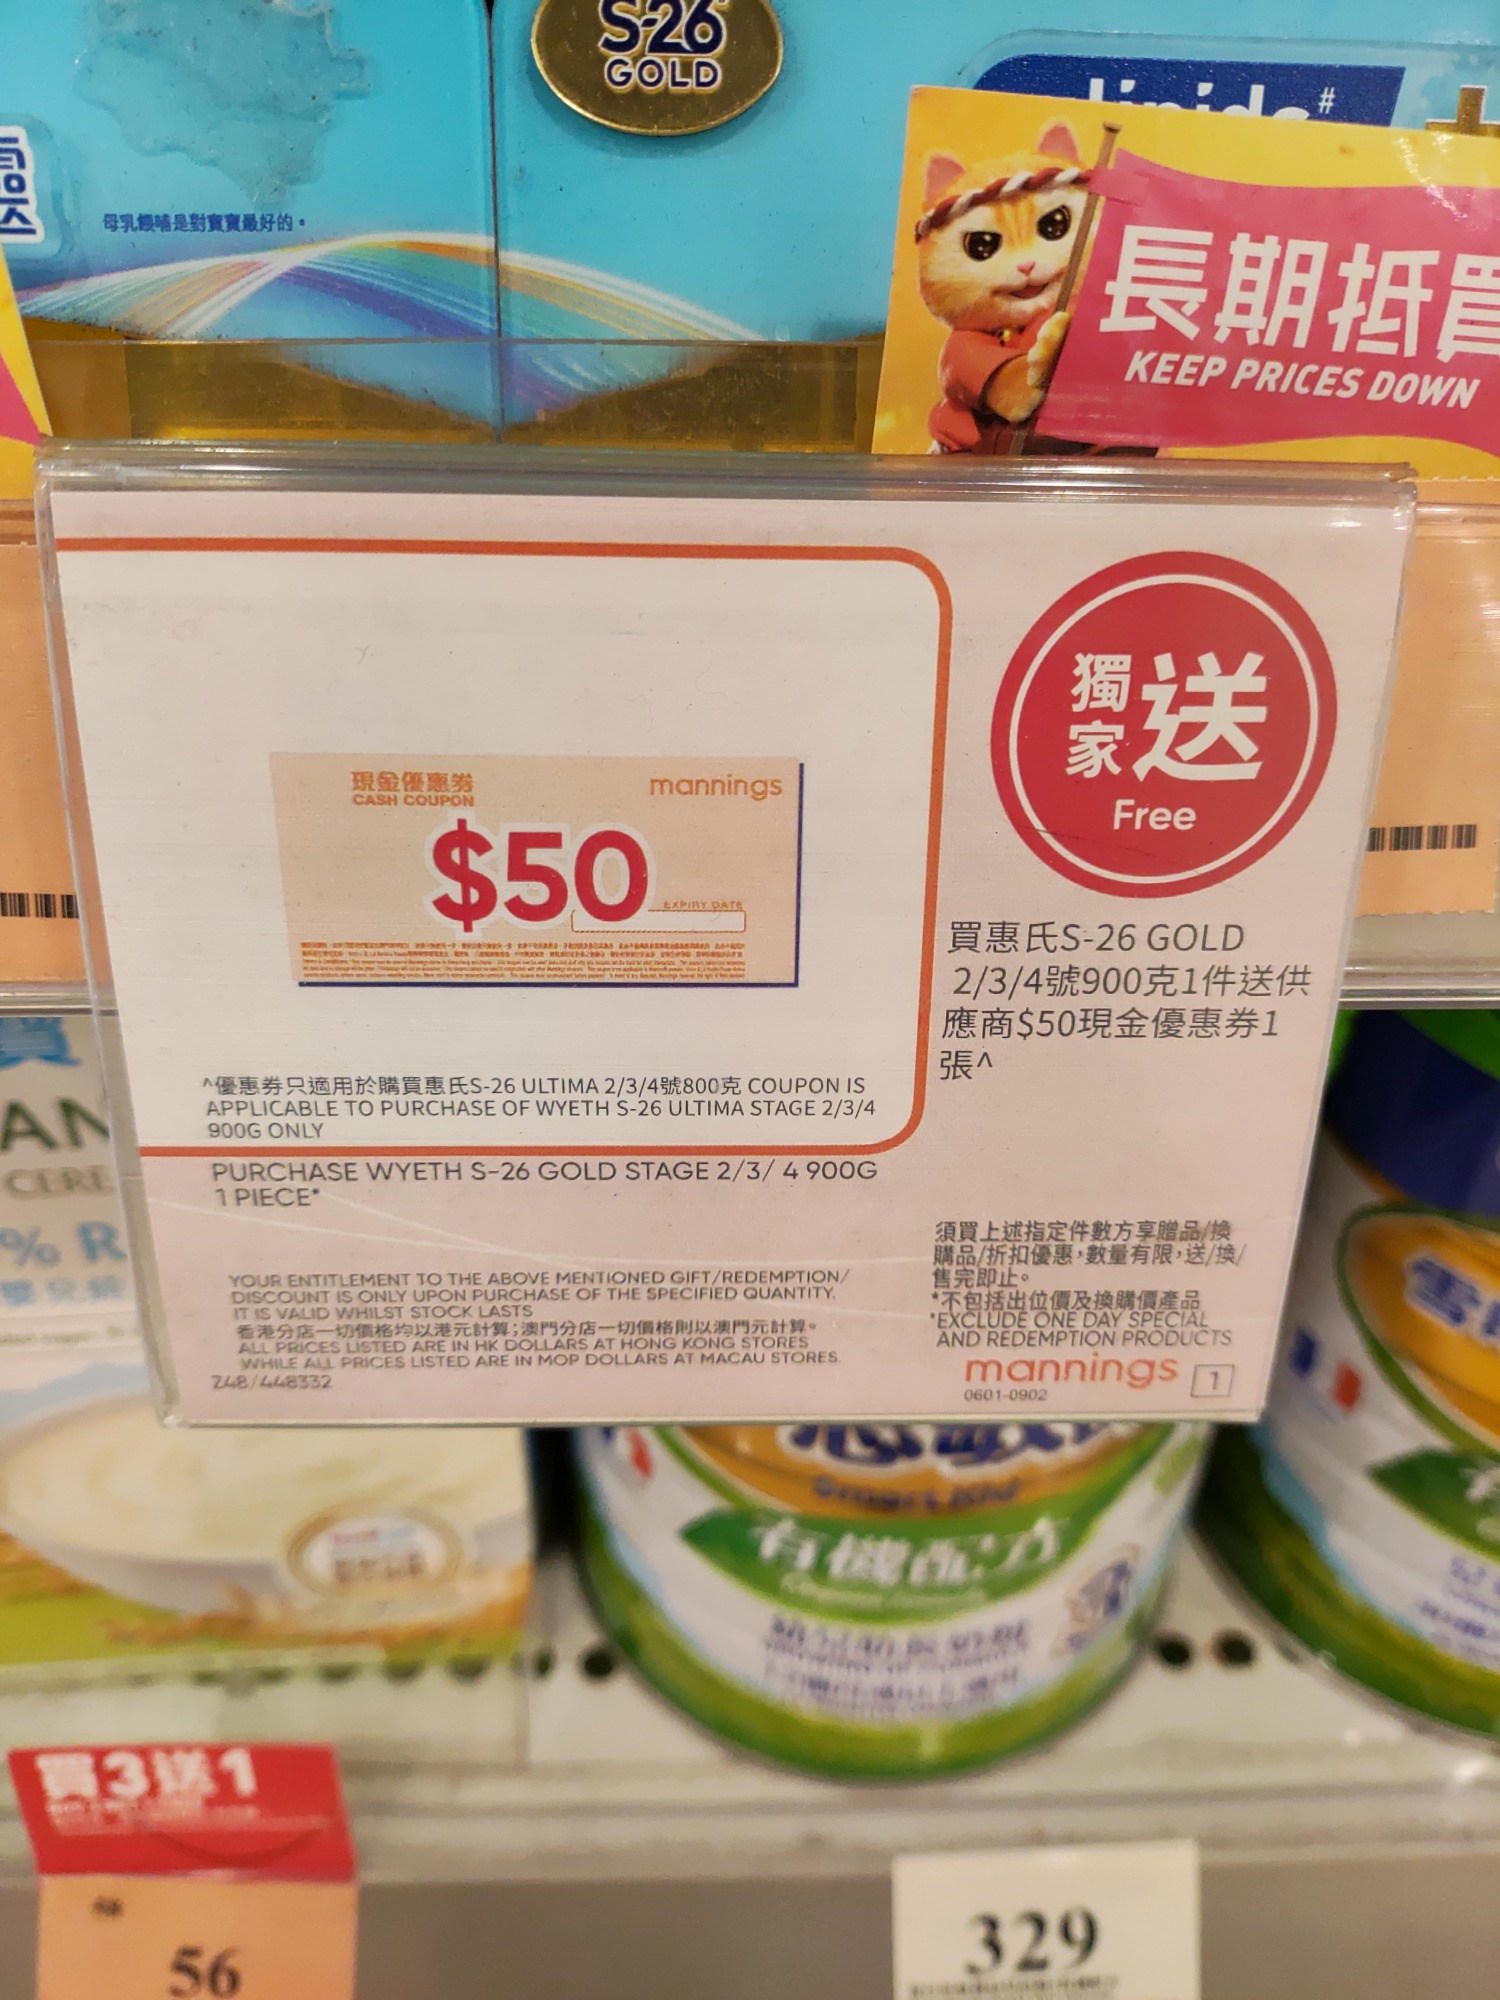 S-26
GOLD
母乳餵哺是對寶寶最好的。
長期抵買
KEEP PRICES DOWN
現金優惠券
CASH COUPON
mannings
$50
EXPIRY DATE
獨家送
Free
買惠氏S-26 GOLD
2/3/4號900克1件送供
應商$50現金優惠券1
張^
^優惠券只適用於購買惠氏S-26 ULTIMA 2/3/4號800克 COUPON IS
APPLICABLE TO PURCHASE OF WYETH S-26 ULTIMA STAGE 2/3/4
900G ONLY
PURCHASE WYETH S-26 GOLD STAGE 2/3/ 4 900G
1 PIECE*
YOUR ENTITLEMENT TO THE ABOVE MENTIONED GIFT/REDEMPTION/
DISCOUNT IS ONLY UPON PURCHASE OF THE SPECIFIED QUANTITY.
IT IS VALID WHILST STOCK LASTS
香港分店一切價格均以港元計算；澳門分店一切價格則以澳門元計算。
ALL PRICES LISTED ARE IN HK DOLLARS AT HONG KONG STORES
WHILE ALL PRICES LISTED ARE IN MOP DOLLARS AT MACAU STORES.
Z48/448332
須買上述指定件數方享贈品/換
購品/折扣優惠，數量有限，送/換/
售完即止。
*不包括出位價及換購價產品
*EXCLUDE ONE DAY SPECIAL
AND REDEMPTION PRODUCTS
mannings 1
0601-0902
有機配方
買3送1
56
329